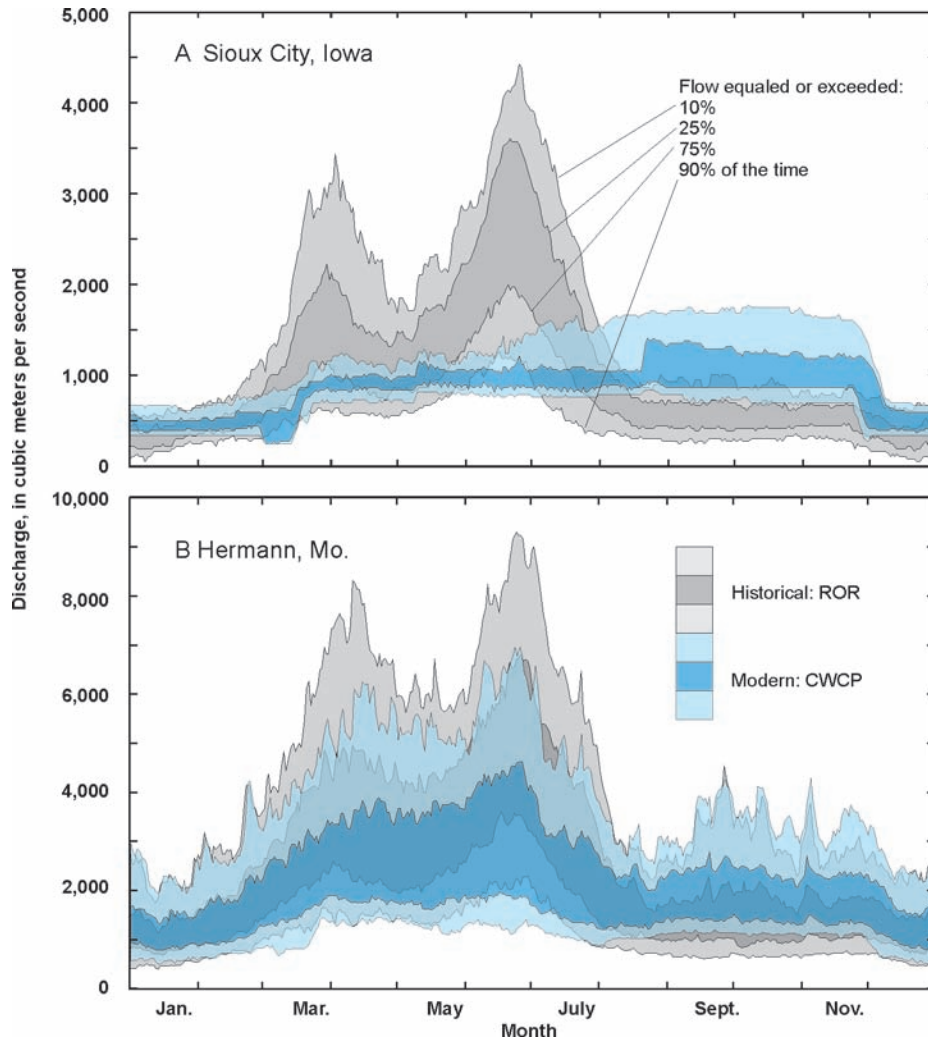 5,000
A Sioux City, Iowa
4,000
3,000
2,000
1,000
0
Flow equaled or exceeded:
10%
25%
75%
90% of the time
Discharge, in cubic meters per second
10,000
B Hermann, Mo.
8,000
6,000
4,000
2,000
0
Historical: ROR
Modern: CWCP
Jan. Mar. May July Sept. Nov.
Month